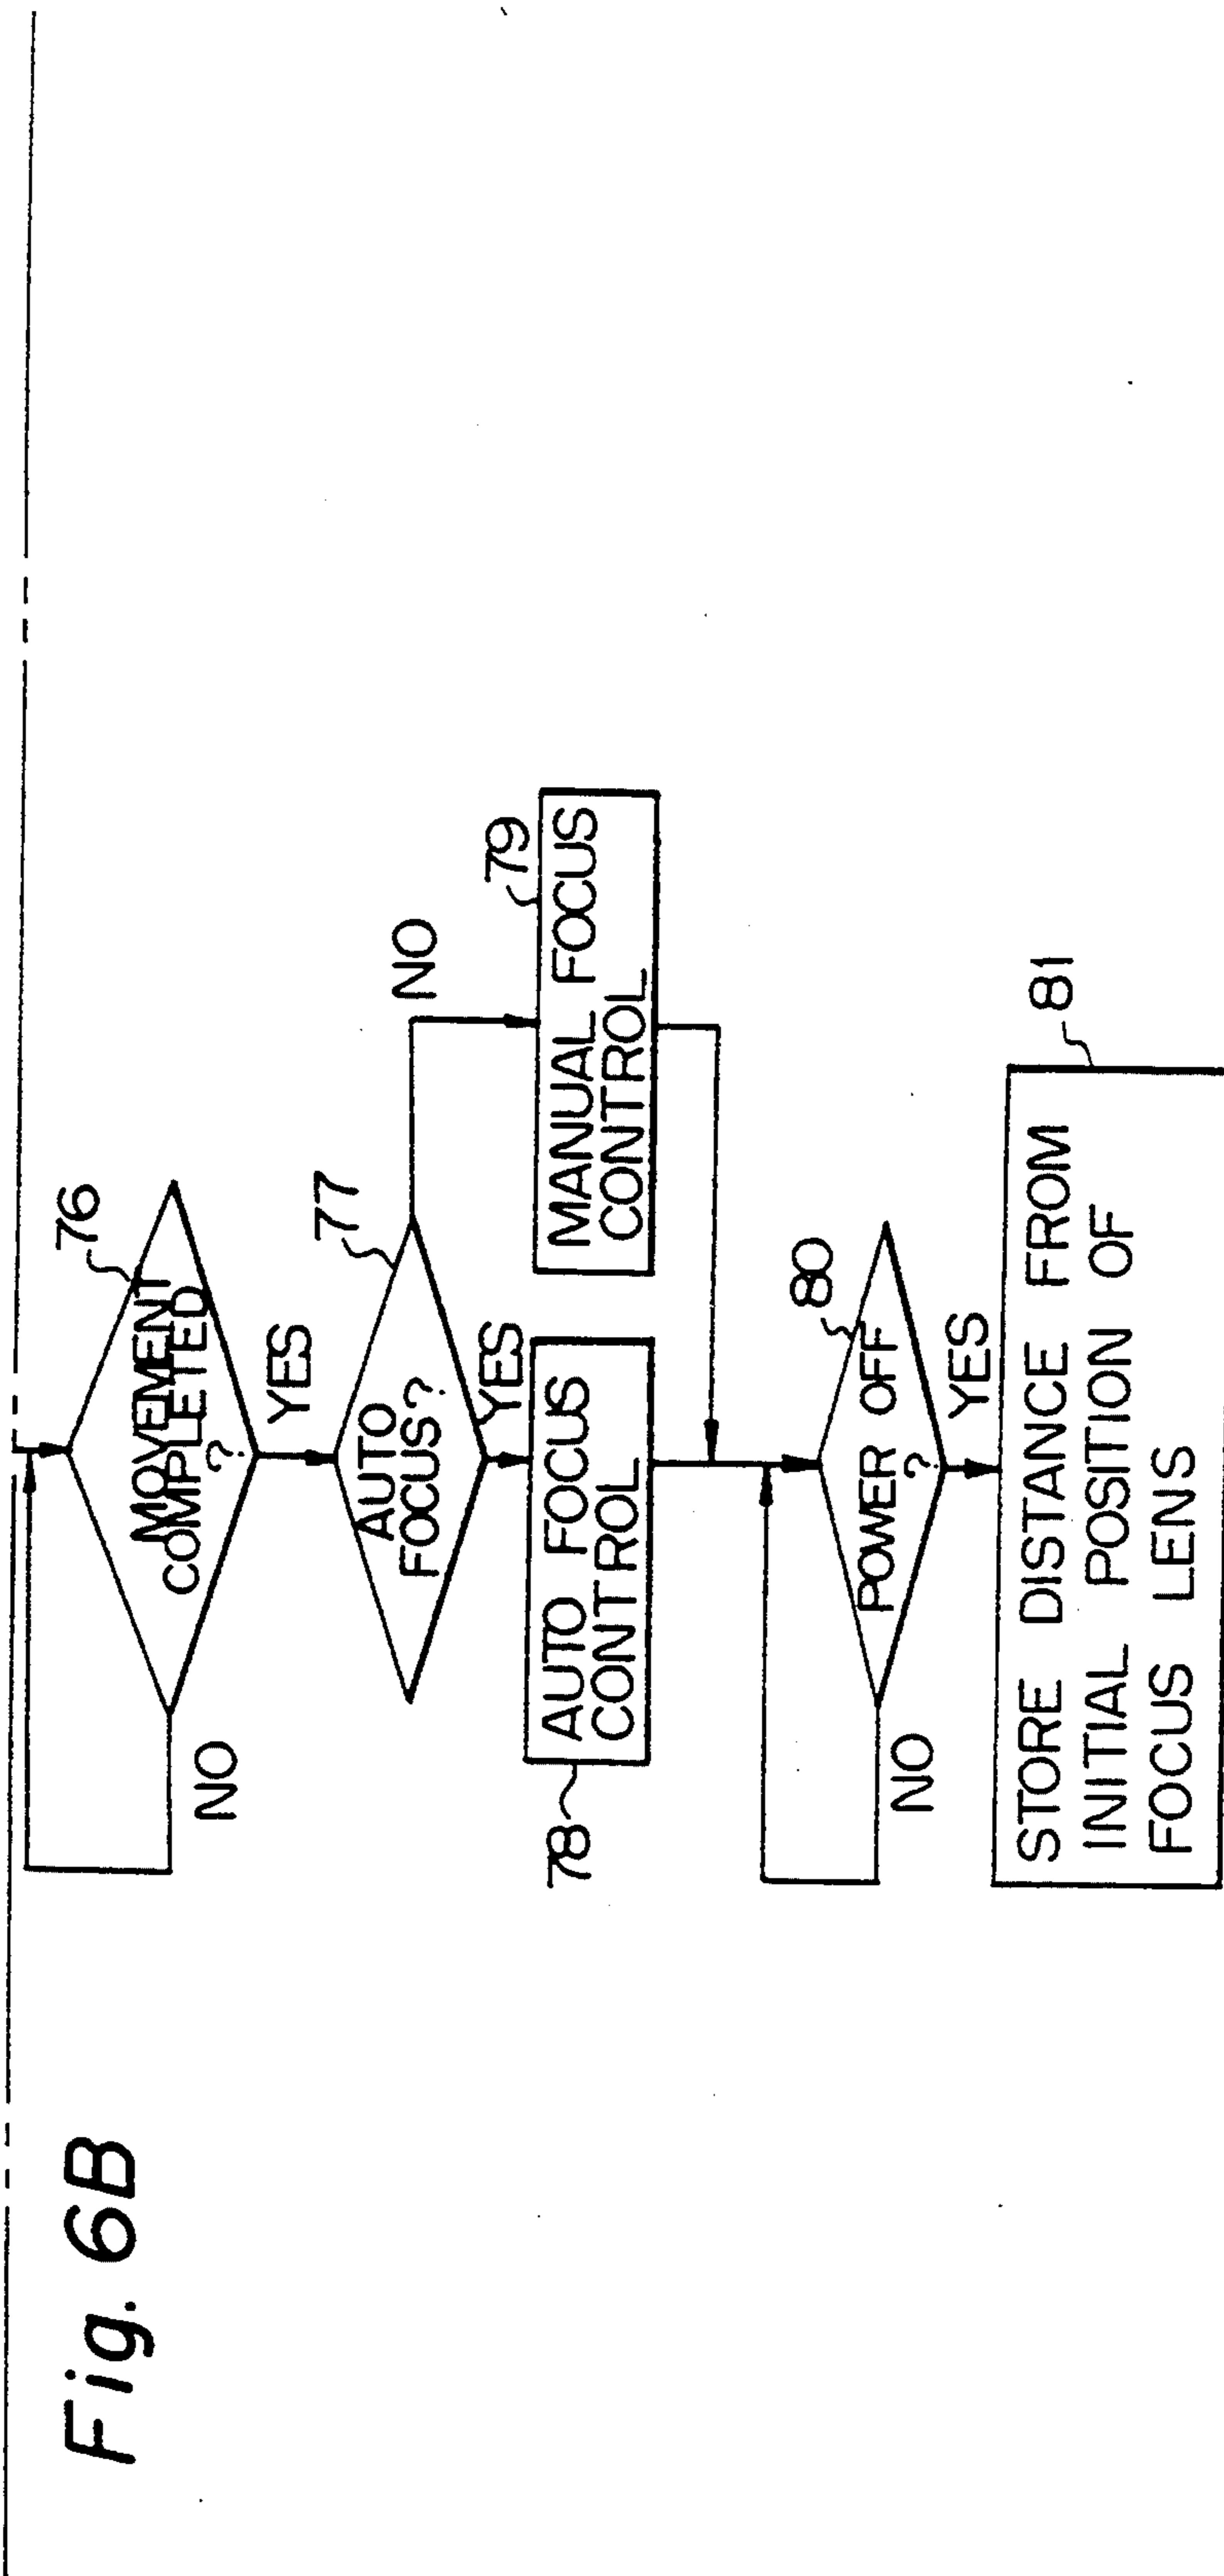 Fig. 6B
76
MOVEMENT
COMPLETED
?
NO
YES
77
AUTO
FOCUS?
NO
YES
78
AUTO FOCUS
CONTROL
79
MANUAL FOCUS
CONTROL
80
POWER OFF
?
NO
YES
81
STORE DISTANCE FROM
INITIAL POSITION OF
FOCUS LENS